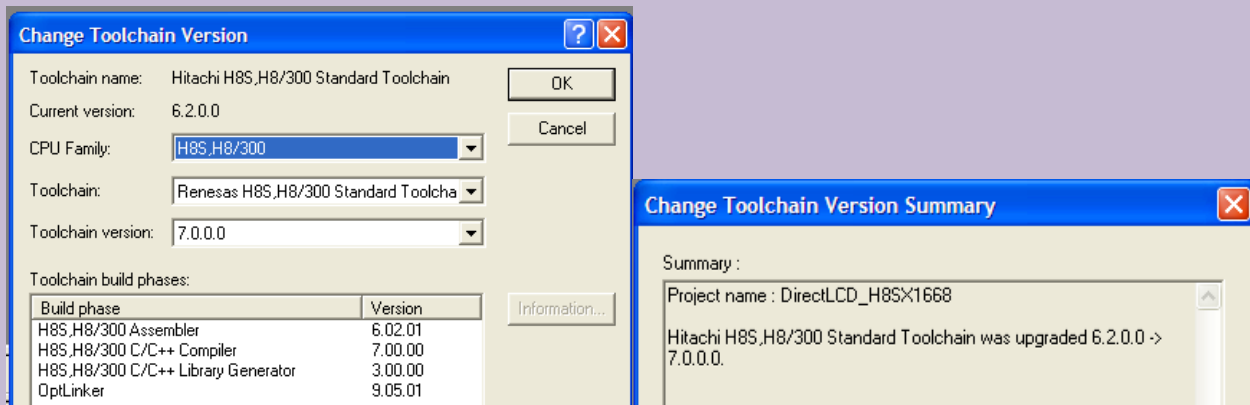 Change Toolchain Version
Toolchain name: Hitachi H8S,H8/300 Standard Toolchain
OK
Current version: 6.2.0.0
Cancel
CPU Family: H8S,H8/300
Toolchain: Renesas H8S,H8/300 Standard Toolcha
Toolchain version: 7.0.0.0
Toolchain build phases:
Build phase Version
Information...
H8S,H8/300 Assembler 6.02.01
H8S,H8/300 C/C++ Compiler 7.00.00
H8S,H8/300 C/C++ Library Generator 3.00.00
OptLinker 9.05.01
Change Toolchain Version Summary
Summary :
Project name : DirectLCD_H8SX1668
Hitachi H8S,H8/300 Standard Toolchain was upgraded 6.2.0.0 ->
7.0.0.0.